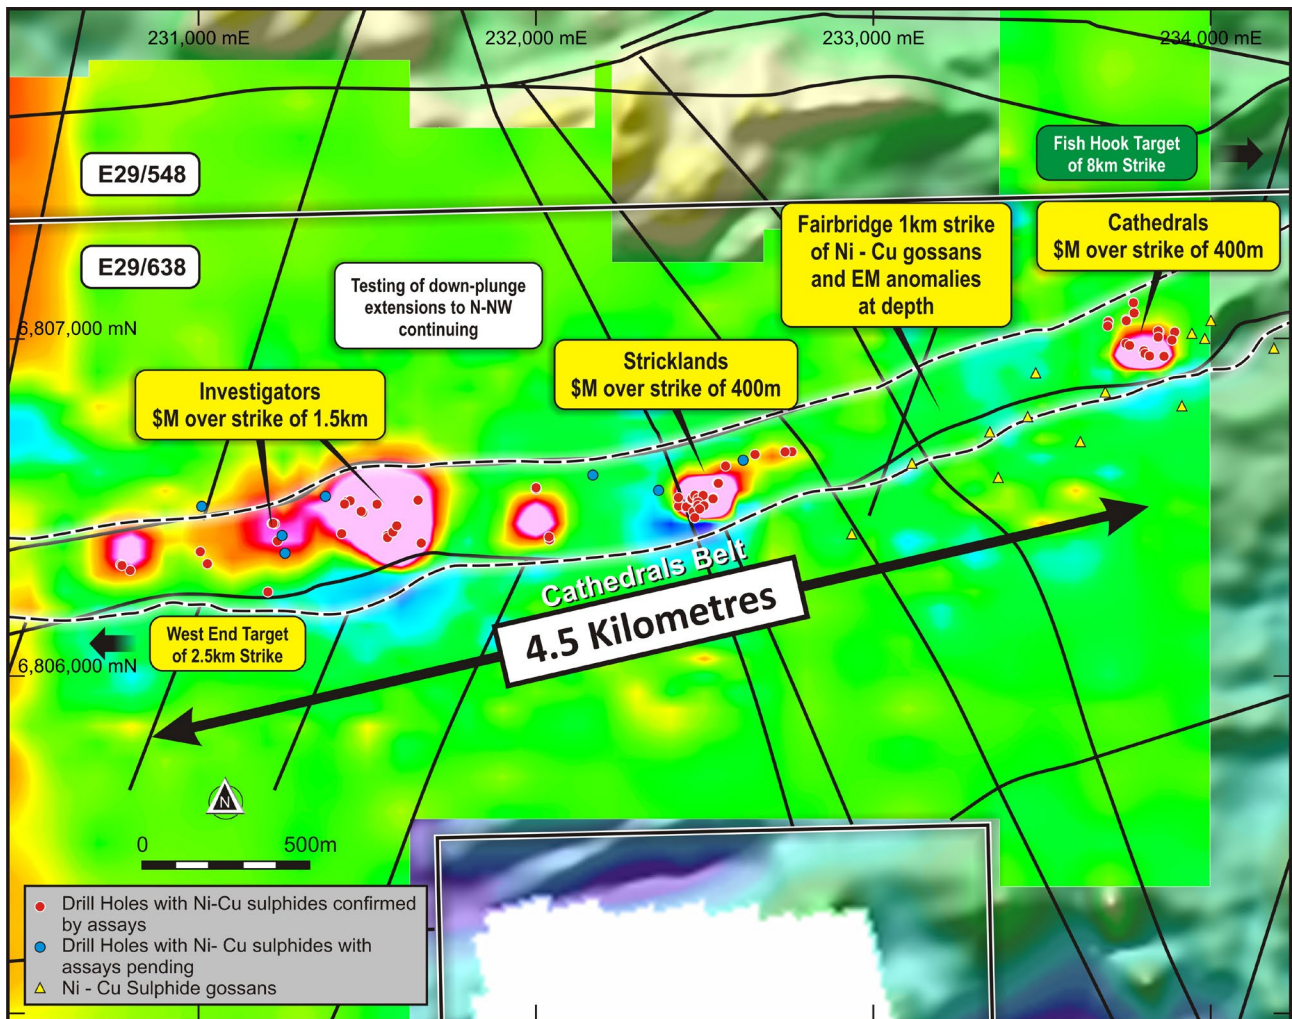 231,000 mE
232,000 mE
233,000 mE
234,000 mE
Fish Hook Target
of 8km Strike
E29/548
E29/638
Fairbridge 1km strike
of Ni - Cu gossans
and EM anomalies
at depth
Cathedrals
$M over strike of 400m
Testing of down-plunge
extensions to N-NW
continuing
6,807,000 mN
Stricklands
$M over strike of 400m
Investigators
$M over strike of 1.5km
Cathedrals Belt
4.5 Kilometres
West End Target
of 2.5km Strike
6,806,000 mN
N
0 500m
Drill Holes with Ni-Cu sulphides confirmed
by assays
Drill Holes with Ni- Cu sulphides with
assays pending
Ni - Cu Sulphide gossans